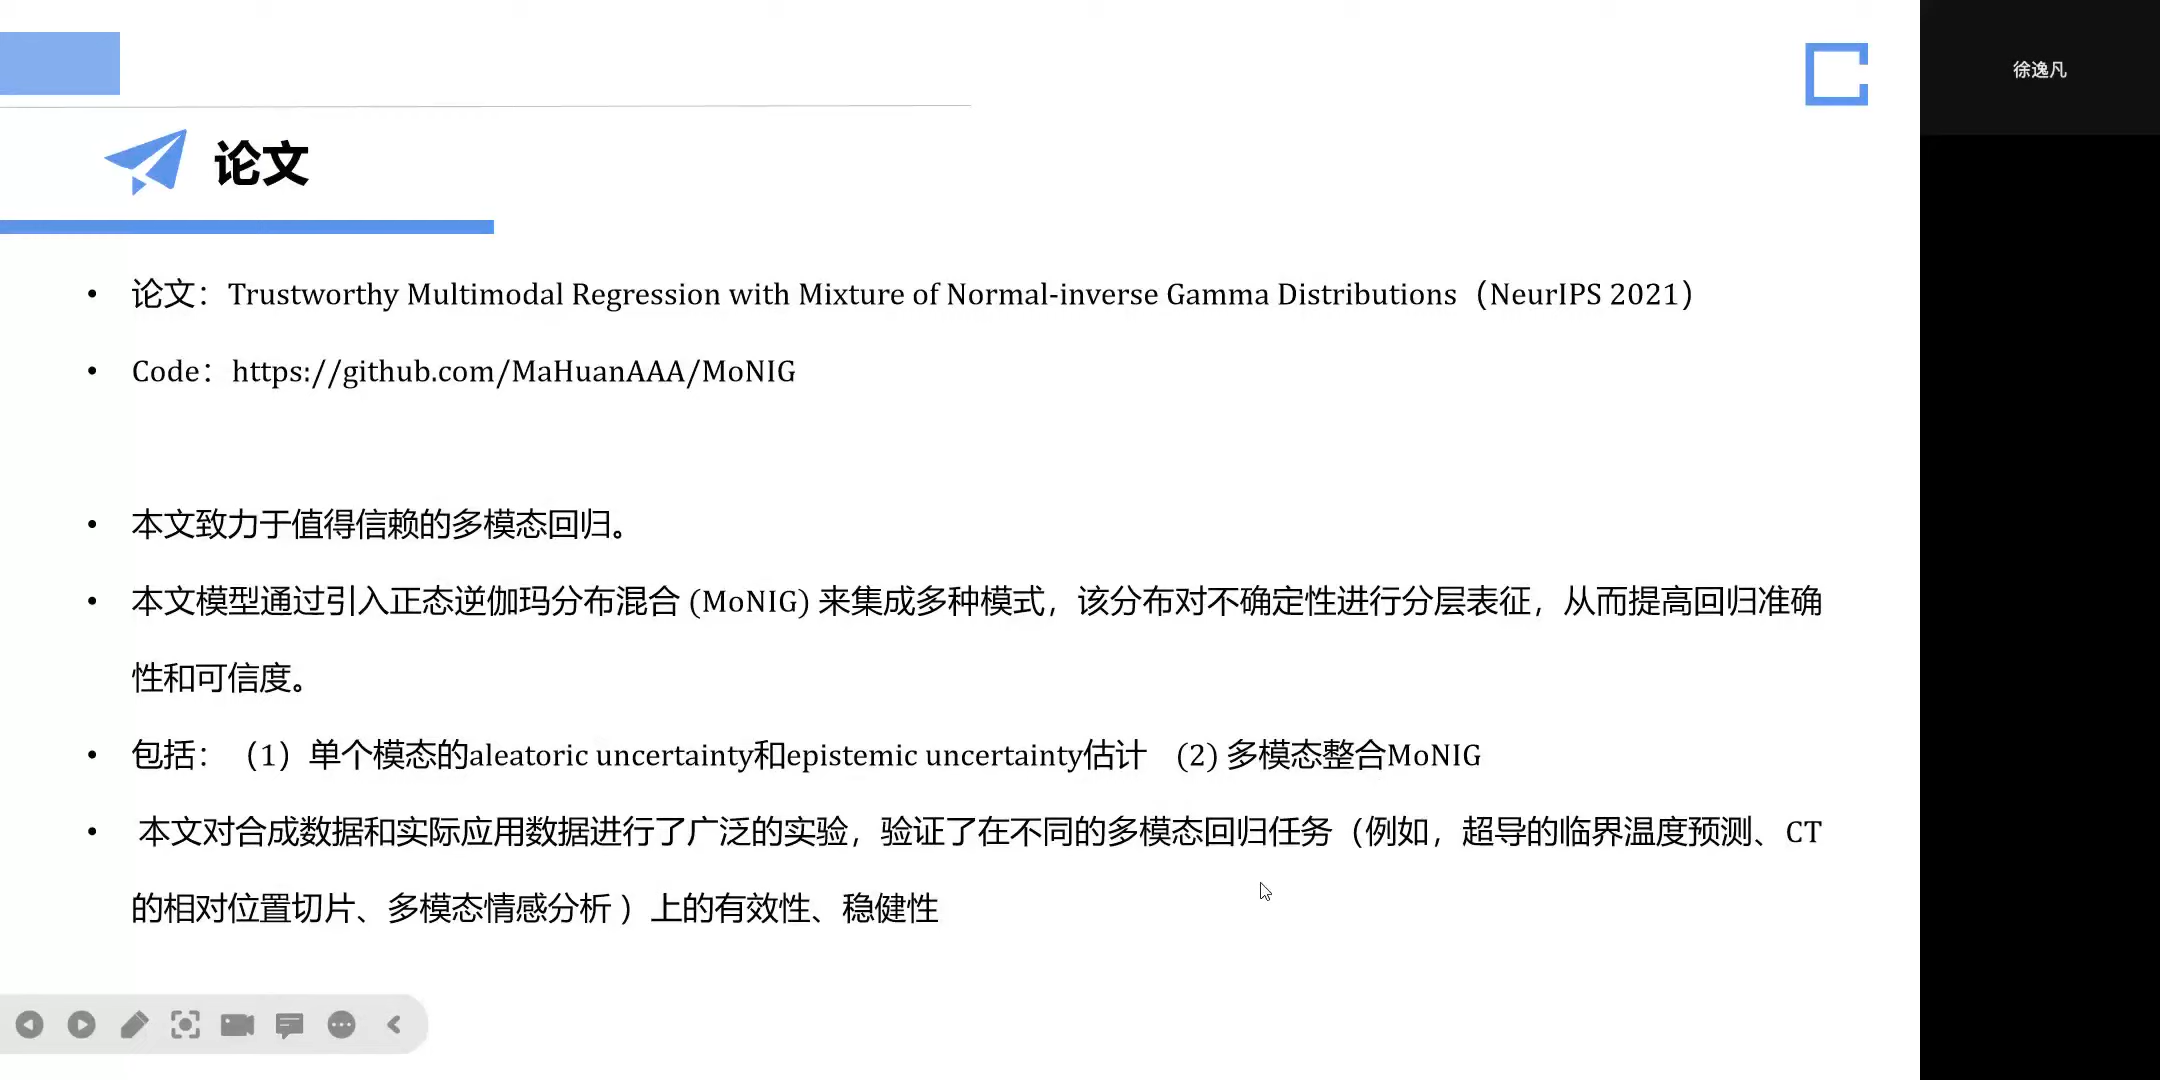 徐逸凡
论文
• 论文：Trustworthy Multimodal Regression with Mixture of Normal-inverse Gamma Distributions（NeurIPS 2021）
• Code：https://github.com/MaHuanAAA/MoNIG
• 本文致力于值得信赖的多模态回归。
• 本文模型通过引入正态逆伽玛分布混合 (MoNIG) 来集成多种模式，该分布对不确定性进行分层表征，从而提高回归准确
性和可信度。
• 包括：（1）单个模态的aleatoric uncertainty和epistemic uncertainty估计 (2) 多模态整合MoNIG
• 本文对合成数据和实际应用数据进行了广泛的实验，验证了在不同的多模态回归任务（例如，超导的临界温度预测、CT
的相对位置切片、多模态情感分析 ）上的有效性、稳健性